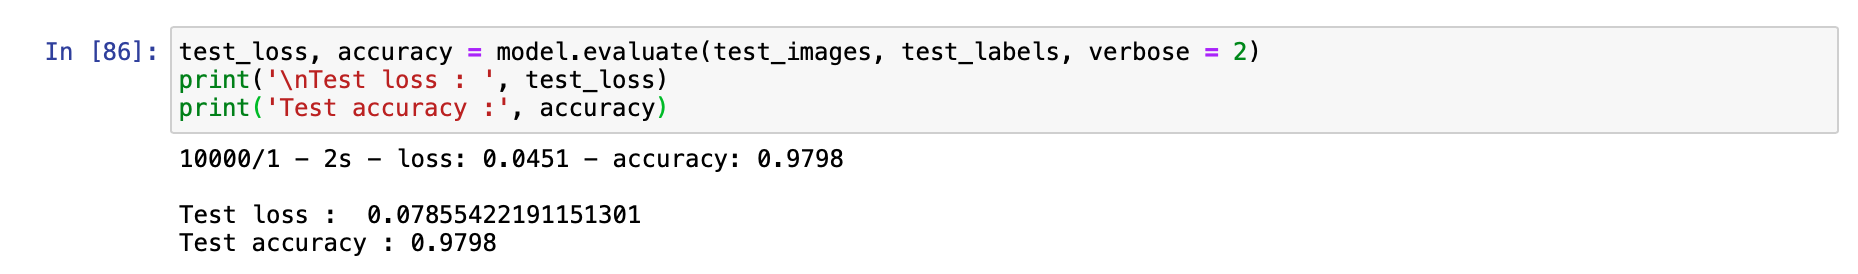 In [86]: test_loss, accuracy = model.evaluate(test_images, test_labels, verbose = 2)
print('\nTest loss : ', test_loss)
print('Test accuracy :', accuracy)
10000/1 – 2s – loss: 0.0451 – accuracy: 0.9798
Test loss :  0.07855422191151301
Test accuracy : 0.9798